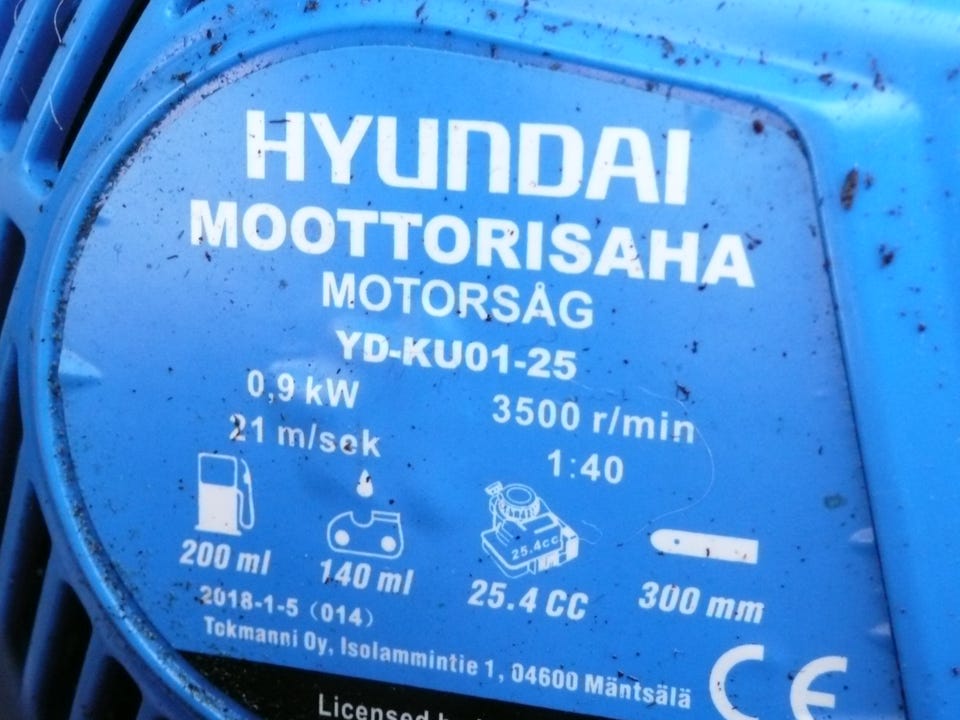 HYUNDAI
MOOTTORISAHA
MOTORSÅG
YD-KU01-25
0,9 kW 3500 r/min
21 m/sek 1:40
25.4cc
200 ml 140 ml 25.4 CC 300 mm
2018-1-5 (014)
Tokmanni Oy, Isolammintie 1, 04600 Mäntsälä
CE
Licensed